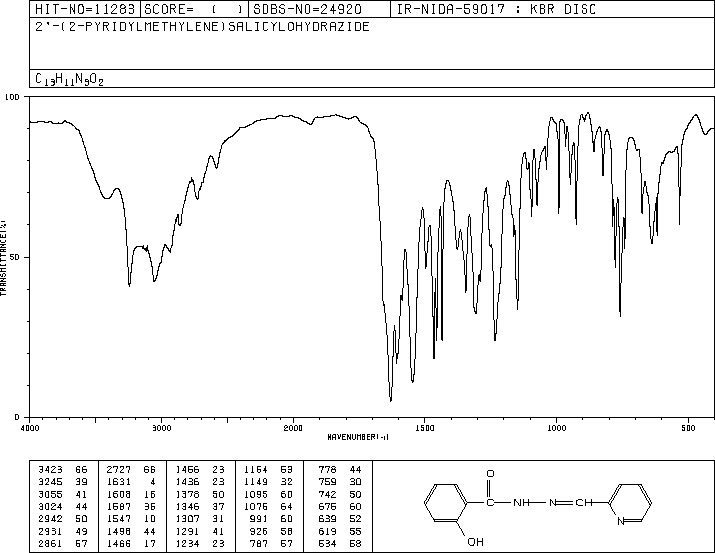 HIT-NO=11283 SCORE= ( ) SDBS-NO=24920 IR-NIDA-59017 : KBR DISC
2'-(2-PYRIDYLMETHYLENE)SALICYLOHYDRAZIDE
C13H11N3O2
100
50
0
TRANSMITTANCE(%)
4000 3000 2000 1500 1000 500
WAVENUMBER(-1)
3423 66 2727 66 1456 23 1154 53 778 44
3245 39 1631 4 1436 23 1149 32 759 30
3055 41 1608 16 1378 50 1095 60 742 50
3024 44 1587 36 1346 37 1076 64 675 60
2942 50 1547 10 1307 31 991 60 639 52
2931 49 1498 44 1291 41 926 58 619 55
2861 57 1466 17 1234 23 787 57 534 58
O
C NH N CH
N
OH